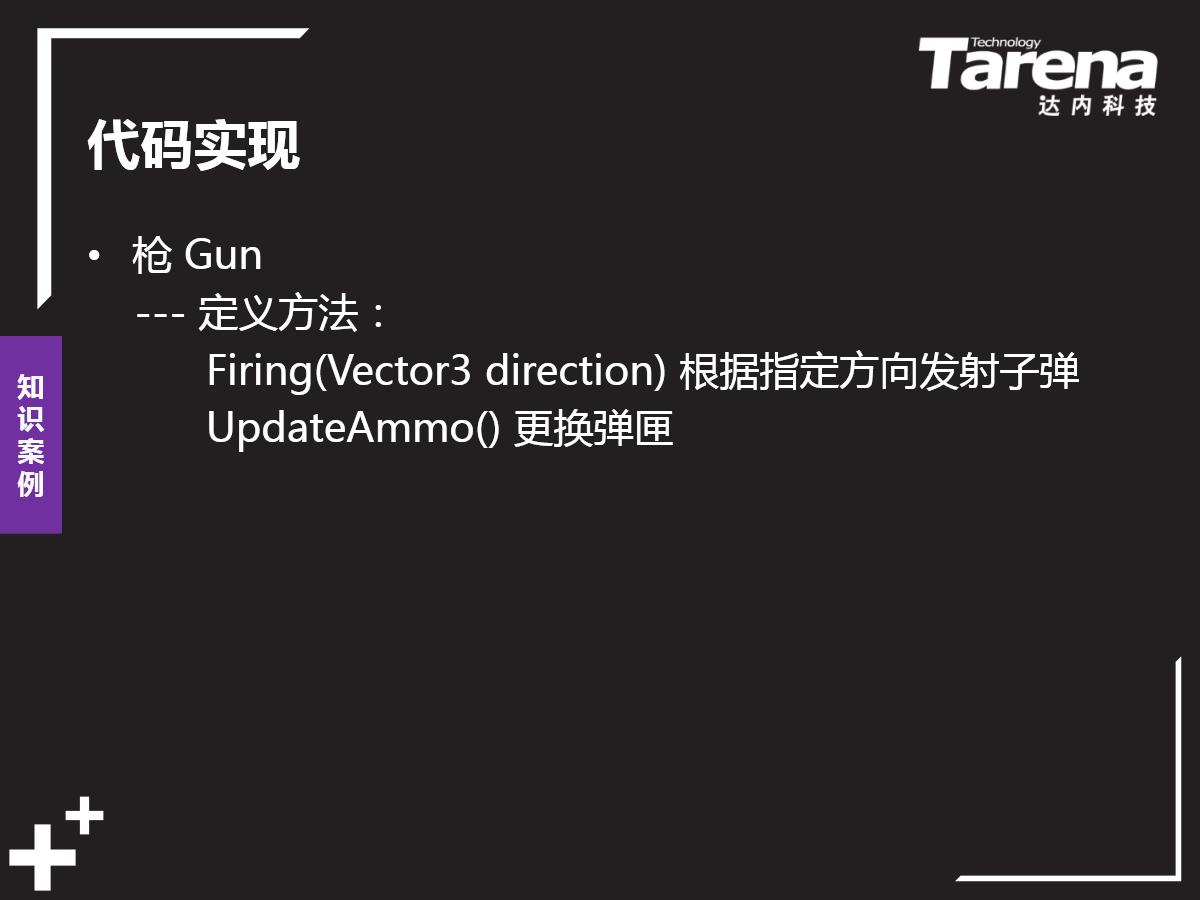 Technology
Tarena
达内科技
代码实现
• 枪 Gun
--- 定义方法：
Firing(Vector3 direction) 根据指定方向发射子弹
UpdateAmmo() 更换弹匣
知识案例